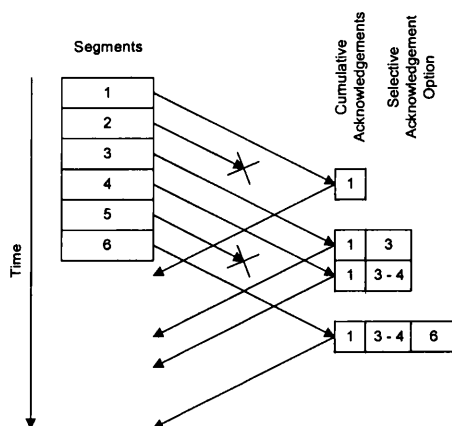 Segments
Cumulative
Acknowledgements
Selective
Acknowledgement
Option
Time
1
2
3
4
5
6
1
1 3
1 3 - 4
1 3 - 4 6